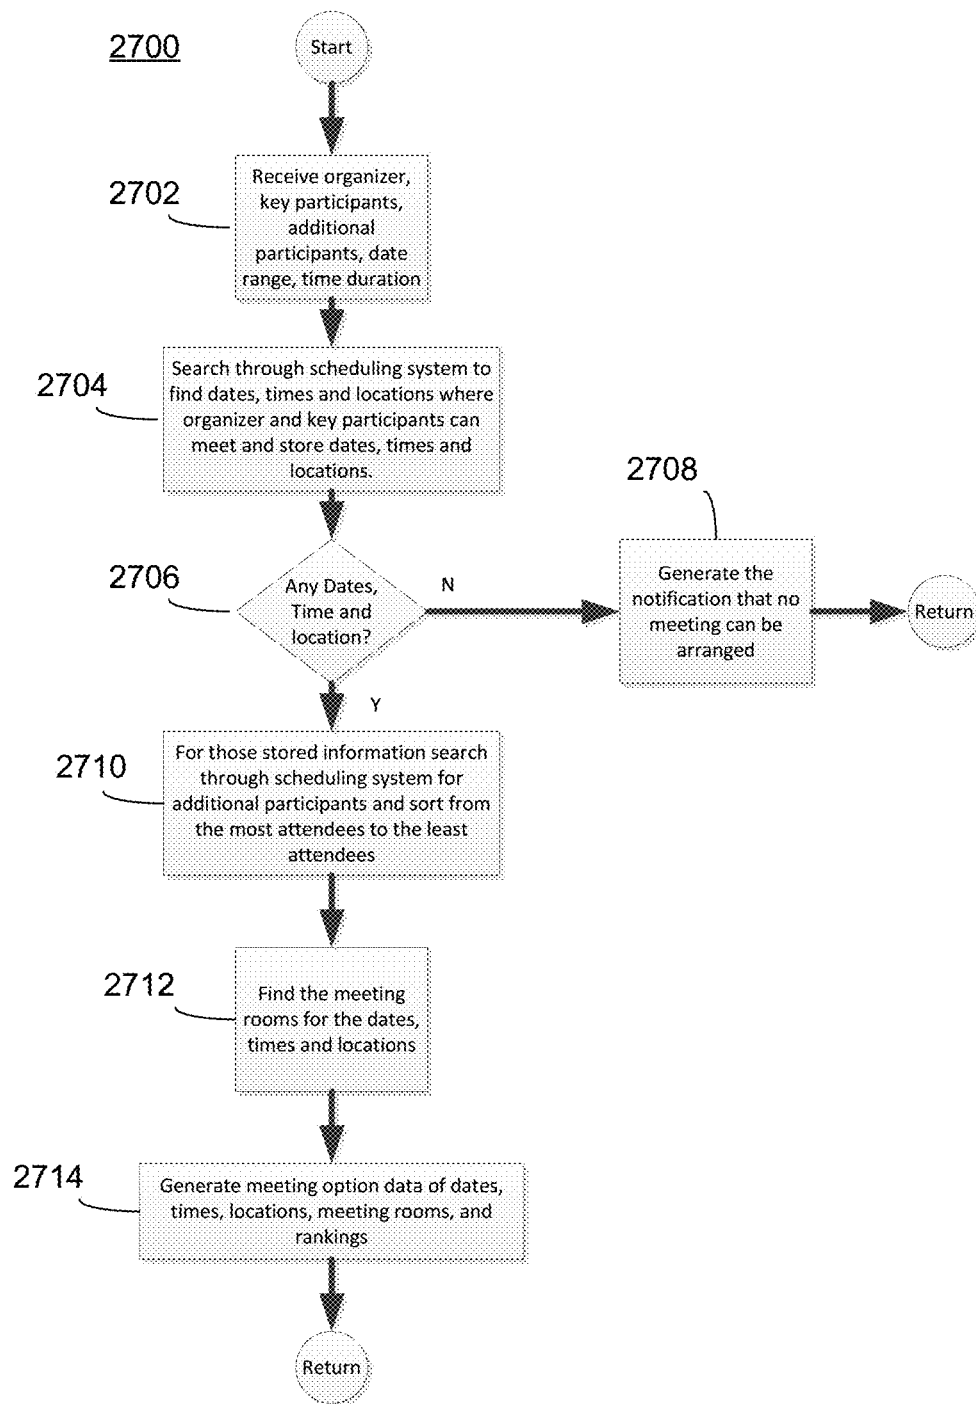 2700
Start
2702
Receive organizer,
key participants,
additional
participants, date
range, time duration
2704
Search through scheduling system to
find dates, times and locations where
organizer and key participants can
meet and store dates, times and
locations.
2706
Any Dates,
Time and
location?
N
2708
Generate the
notification that no
meeting can be
arranged
Return
Y
2710
For those stored information search
through scheduling system for
additional participants and sort from
the most attendees to the least
attendees
2712
Find the meeting
rooms for the dates,
times and locations
2714
Generate meeting option data of dates,
times, locations, meeting rooms, and
rankings
Return